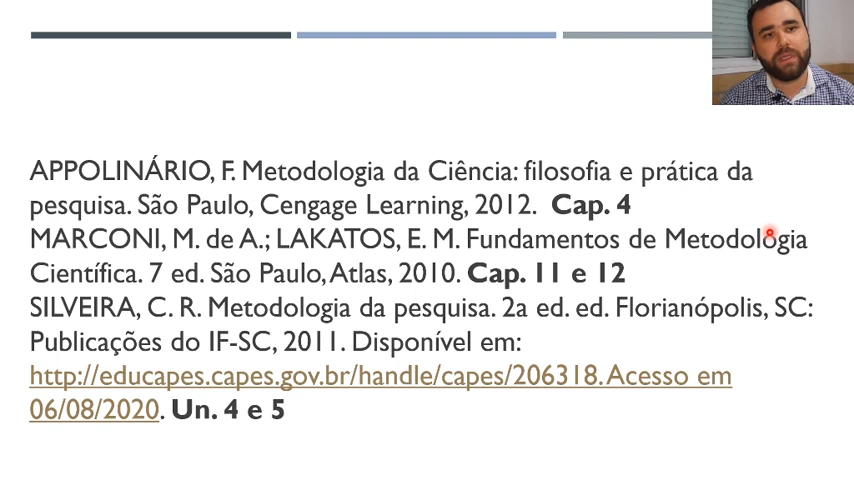 APPOLINÁRIO, F. Metodologia da Ciência: filosofia e prática da
pesquisa. São Paulo, Cengage Learning, 2012. Cap. 4
MARCONI, M. de A.; LAKATOS, E. M. Fundamentos de Metodologia
Científica. 7 ed. São Paulo, Atlas, 2010. Cap. 11 e 12
SILVEIRA, C. R. Metodologia da pesquisa. 2a ed. ed. Florianópolis, SC:
Publicações do IF-SC, 2011. Disponível em:
http://educapes.capes.gov.br/handle/capes/206318. Acesso em
06/08/2020. Un. 4 e 5